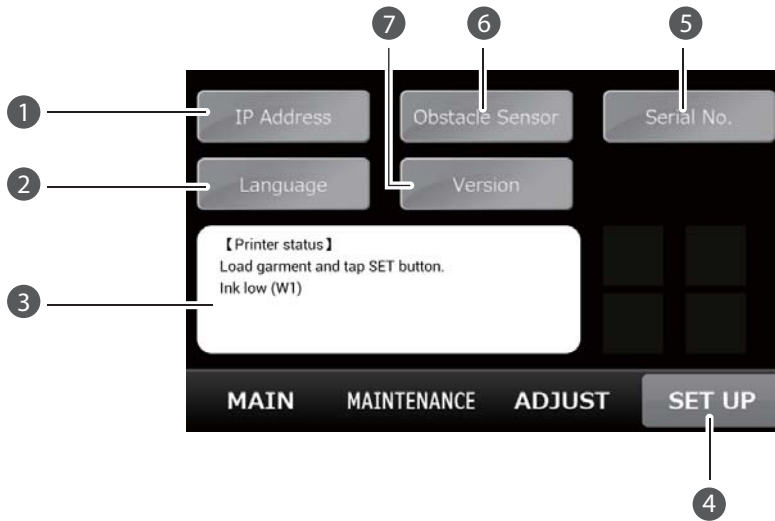 7 6 5
1 IP Address Obstacle Sensor Serial No.
2 Language Version
【Printer status】
Load garment and tap SET button.
3 Ink low (W1)
MAIN MAINTENANCE ADJUST SET UP
4